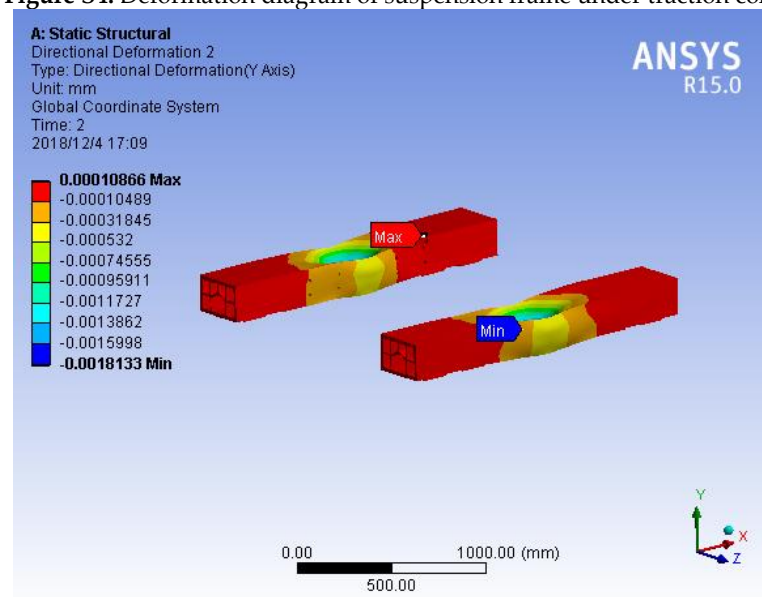 Figure 34. Deformation diagram of suspension frame under traction con
A: Static Structural
Directional Deformation 2
Type: Directional Deformation(Y Axis)
Unit: mm
Global Coordinate System
Time: 2
2018/12/4 17:09
ANSYS
R15.0
0.00010866 Max
-0.00010489
-0.00031845
-0.000532
-0.00074555
-0.00095911
-0.0011727
-0.0013862
-0.0015998
-0.0018133 Min
Max
Min
Y
X
Z
0.00
1000.00 (mm)
500.00